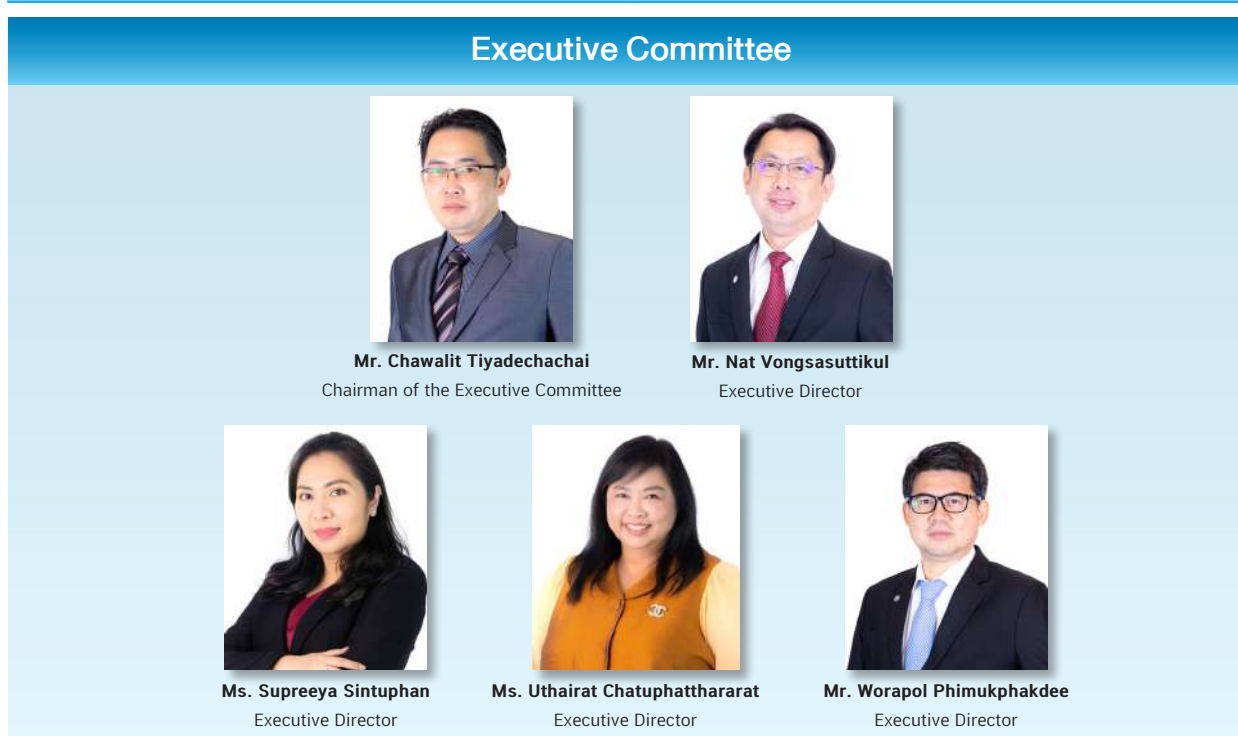 Executive Committee
Mr. Chawalit Tiyadechachai
Chairman of the Executive Committee
Mr. Nat Vongsasuttikul
Executive Director
Ms. Supreeya Sintuphan
Executive Director
Ms. Uthairat Chatuphatthararat
Executive Director
Mr. Worapol Phimukphakdee
Executive Director